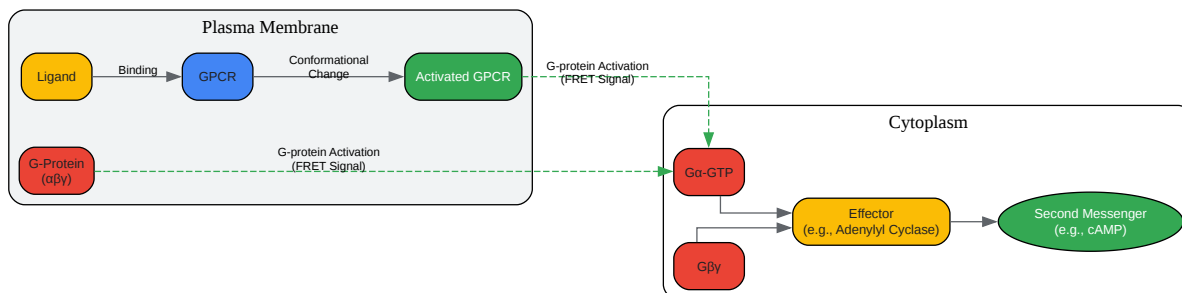 Plasma Membrane
Ligand
Binding
GPCR
Conformational
Change
Activated GPCR
G-protein Activation
(FRET Signal)
G-Protein
(αβγ)
G-protein Activation
(FRET Signal)
Cytoplasm
Gα-GTP
Gβγ
Effector
(e.g., Adenylyl Cyclase)
Second Messenger
(e.g., cAMP)